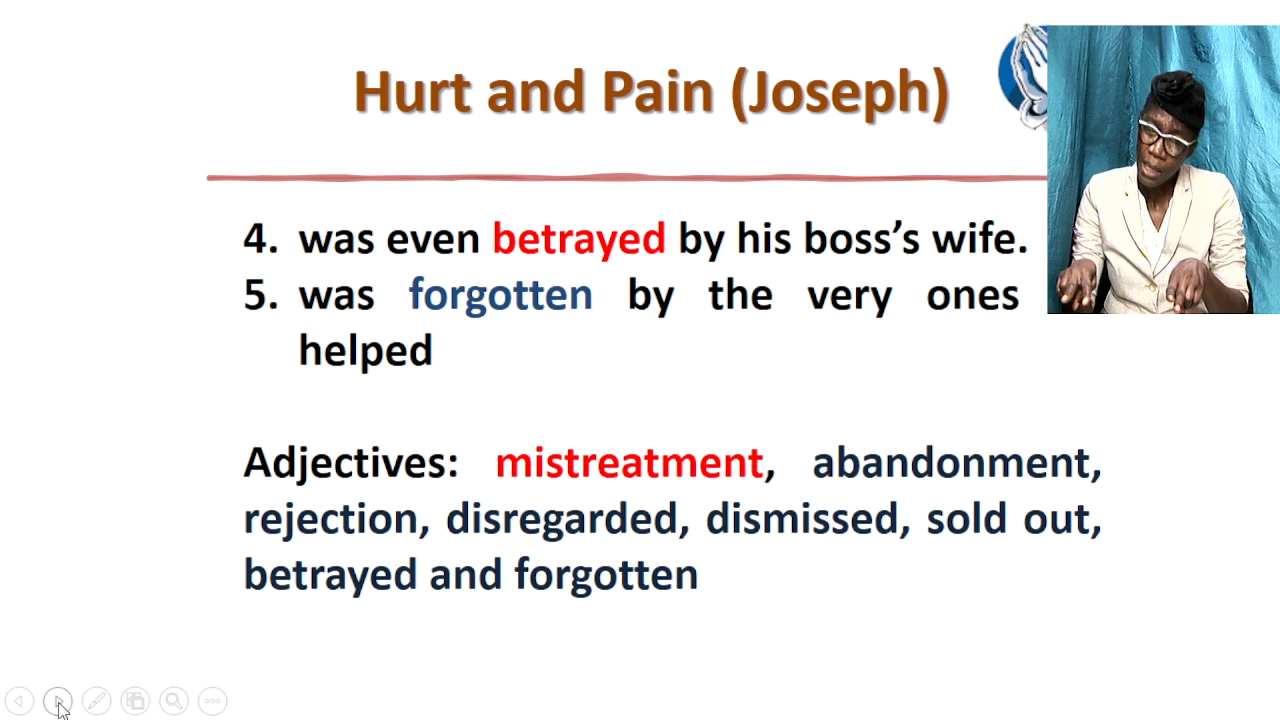 Hurt and Pain (Joseph)
4. was even betrayed by his boss’s wife.
5. was forgotten by the very ones
helped
Adjectives: mistreatment, abandonment,
rejection, disregarded, dismissed, sold out,
betrayed and forgotten